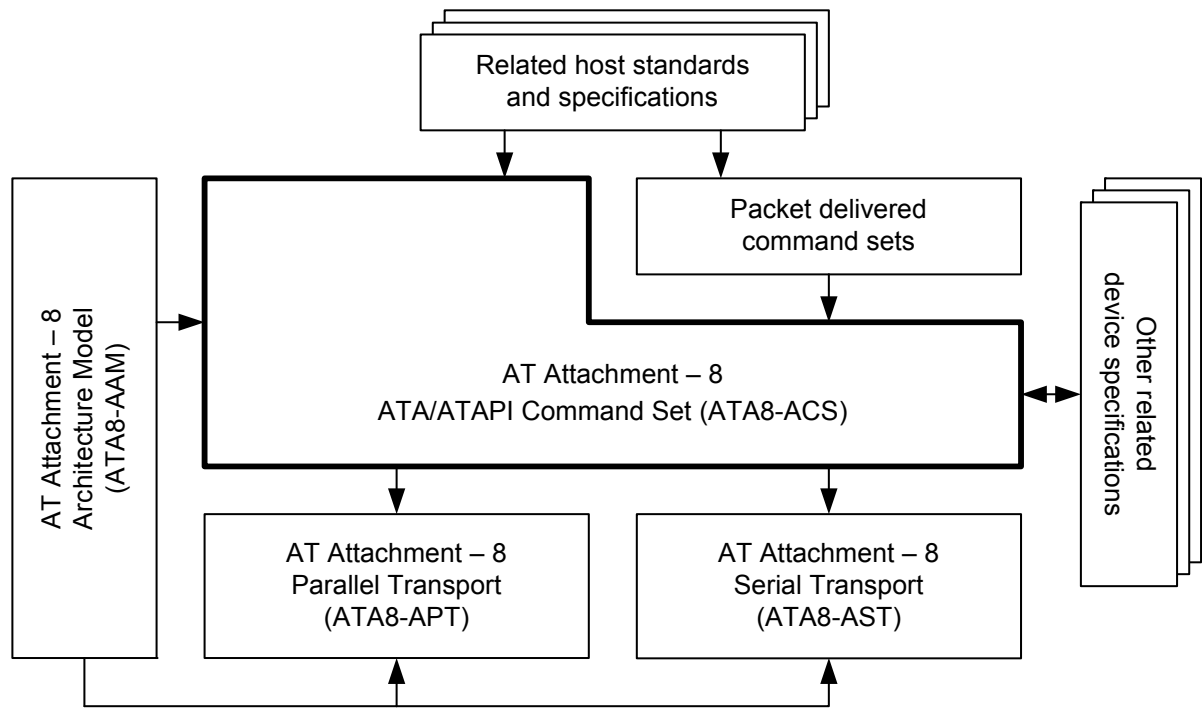 Related host standards
and specifications
Packet delivered
command sets
AT Attachment – 8
Architecture Model
(ATA8-AAM)
Other related
device specifications
AT Attachment – 8
ATA/ATAPI Command Set (ATA8-ACS)
AT Attachment – 8
Parallel Transport
(ATA8-APT)
AT Attachment – 8
Serial Transport
(ATA8-AST)